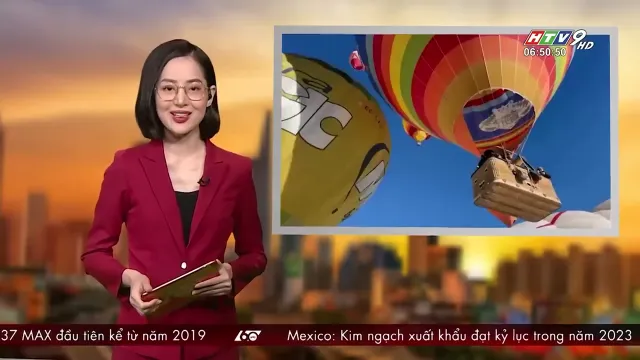 HTV9 HD
06:50:50
37 MAX đầu tiên kể từ năm 2019
Mexico: Kim ngạch xuất khẩu đạt kỷ lục trong năm 2023